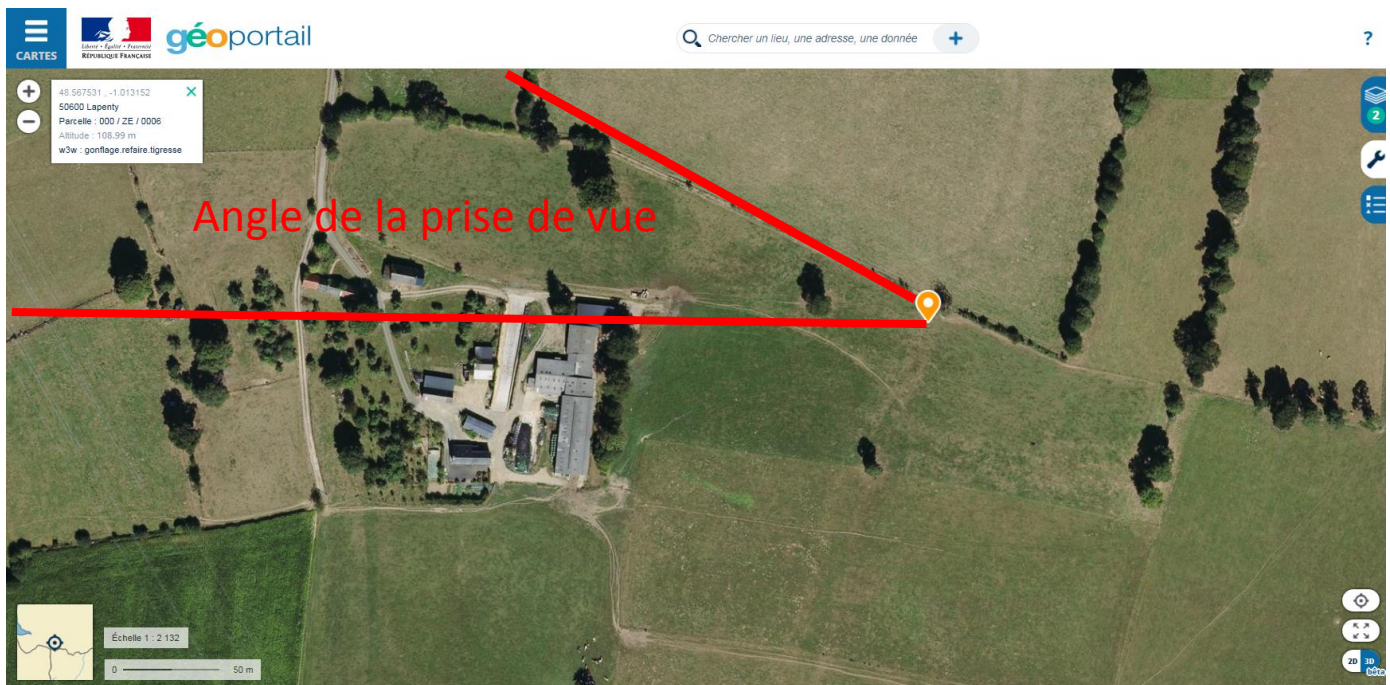 CARTES
Liberté • Égalité • Fraternité
RÉPUBLIQUE FRANÇAISE
géoportail
Chercher un lieu, une adresse, une donnée
+
?
+
−
48.567531 , -1.013152
50600 Lapenty
Parcelle : 000 / ZE / 0006
Altitude : 108.99 m
w3w : gonflage.refaire.tigresse
2
Angle de la prise de vue
Échelle 1 : 2 132
0 50 m
2D 3D
bêta